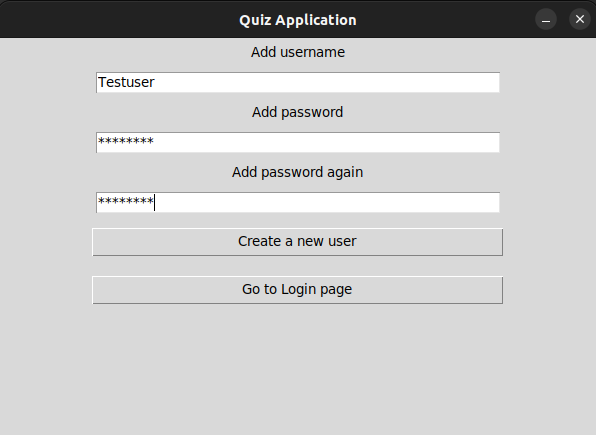 Quiz Application
Add username
Testuser
Add password
********
Add password again
********
Create a new user
Go to Login page